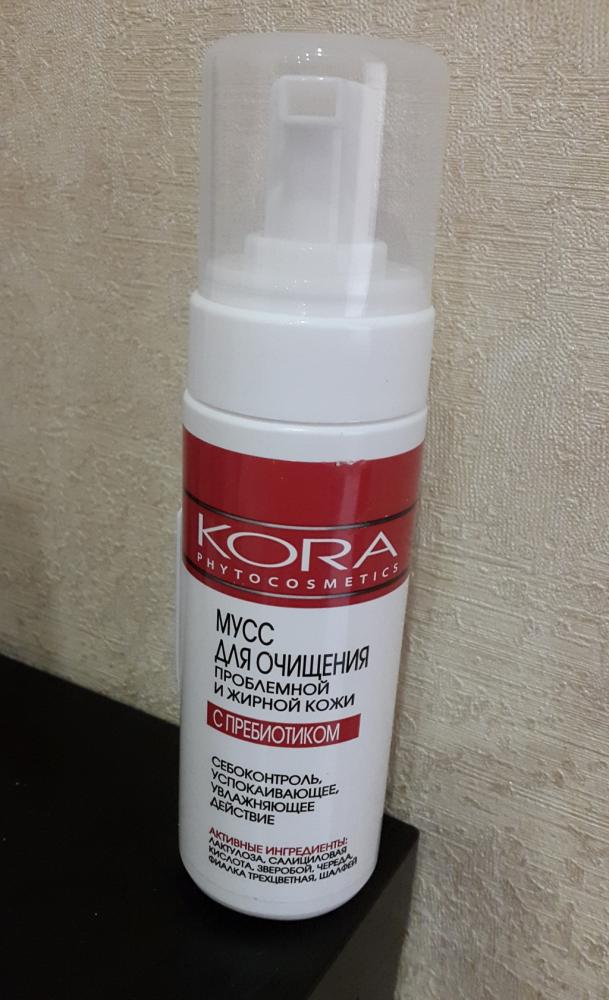 KORA
PHYTOCOSMETICS
МУСС
ДЛЯ ОЧИЩЕНИЯ
ПРОБЛЕМНОЙ
И ЖИРНОЙ КОЖИ
С ПРЕБИОТИКОМ
СЕБОКОНТРОЛЬ,
УСПОКАИВАЮЩЕЕ,
УВЛАЖНЯЮЩЕЕ
ДЕЙСТВИЕ
АКТИВНЫЕ ИНГРЕДИЕНТЫ:
ЛАКТУЛОЗА, САЛИЦИЛОВАЯ
КИСЛОТА, ЗВЕРОБОЙ, ЧЕРЕДА,
ФИАЛКА ТРЕХЦВЕТНАЯ, ШАЛФЕЙ